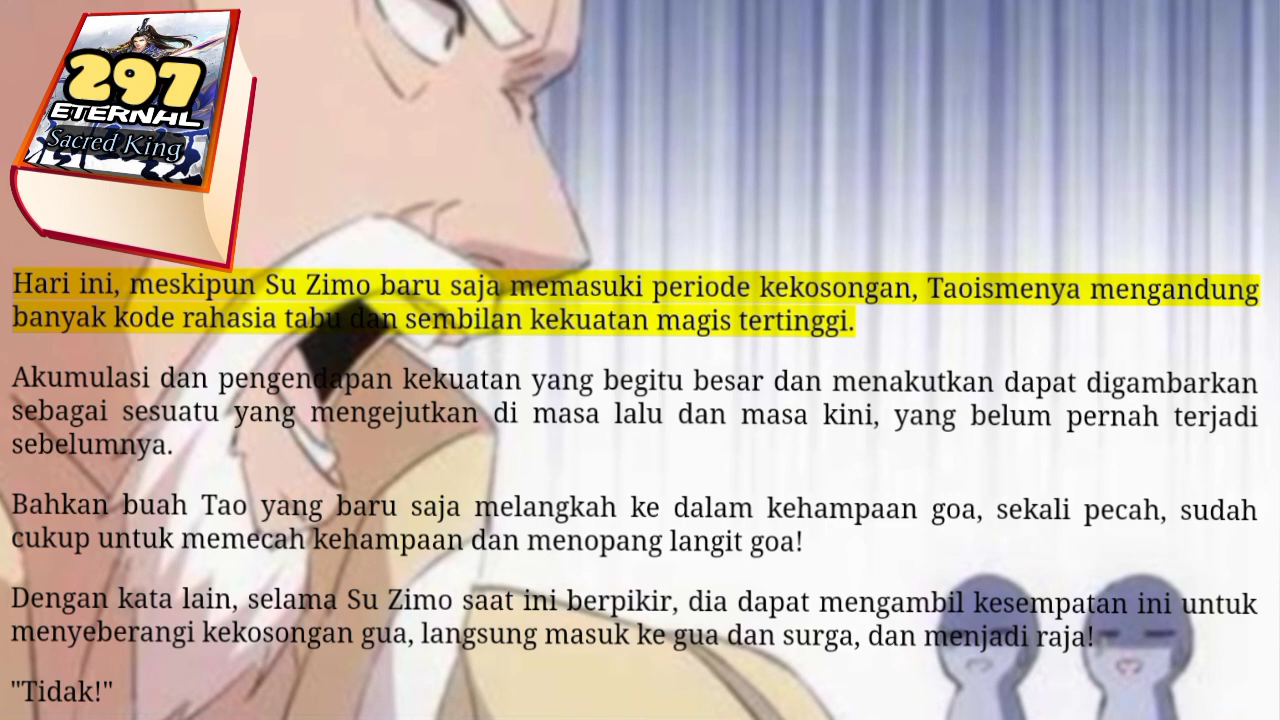 297
ETERNAL
Sacred King
Hari ini, meskipun Su Zimo baru saja memasuki periode kekosongan, Taoismenya mengandung
banyak kode rahasia tabu dan sembilan kekuatan magis tertinggi.
Akumulasi dan pengendapan kekuatan yang begitu besar dan menakutkan dapat digambarkan
sebagai sesuatu yang mengejutkan di masa lalu dan masa kini, yang belum pernah terjadi
sebelumnya.
Bahkan buah Tao yang baru saja melangkah ke dalam kehampaan goa, sekali pecah, sudah
cukup untuk memecah kehampaan dan menopang langit goa!
Dengan kata lain, selama Su Zimo saat ini berpikir, dia dapat mengambil kesempatan ini untuk
menyeberangi kekosongan gua, langsung masuk ke gua dan surga, dan menjadi raja!
"Tidak!"